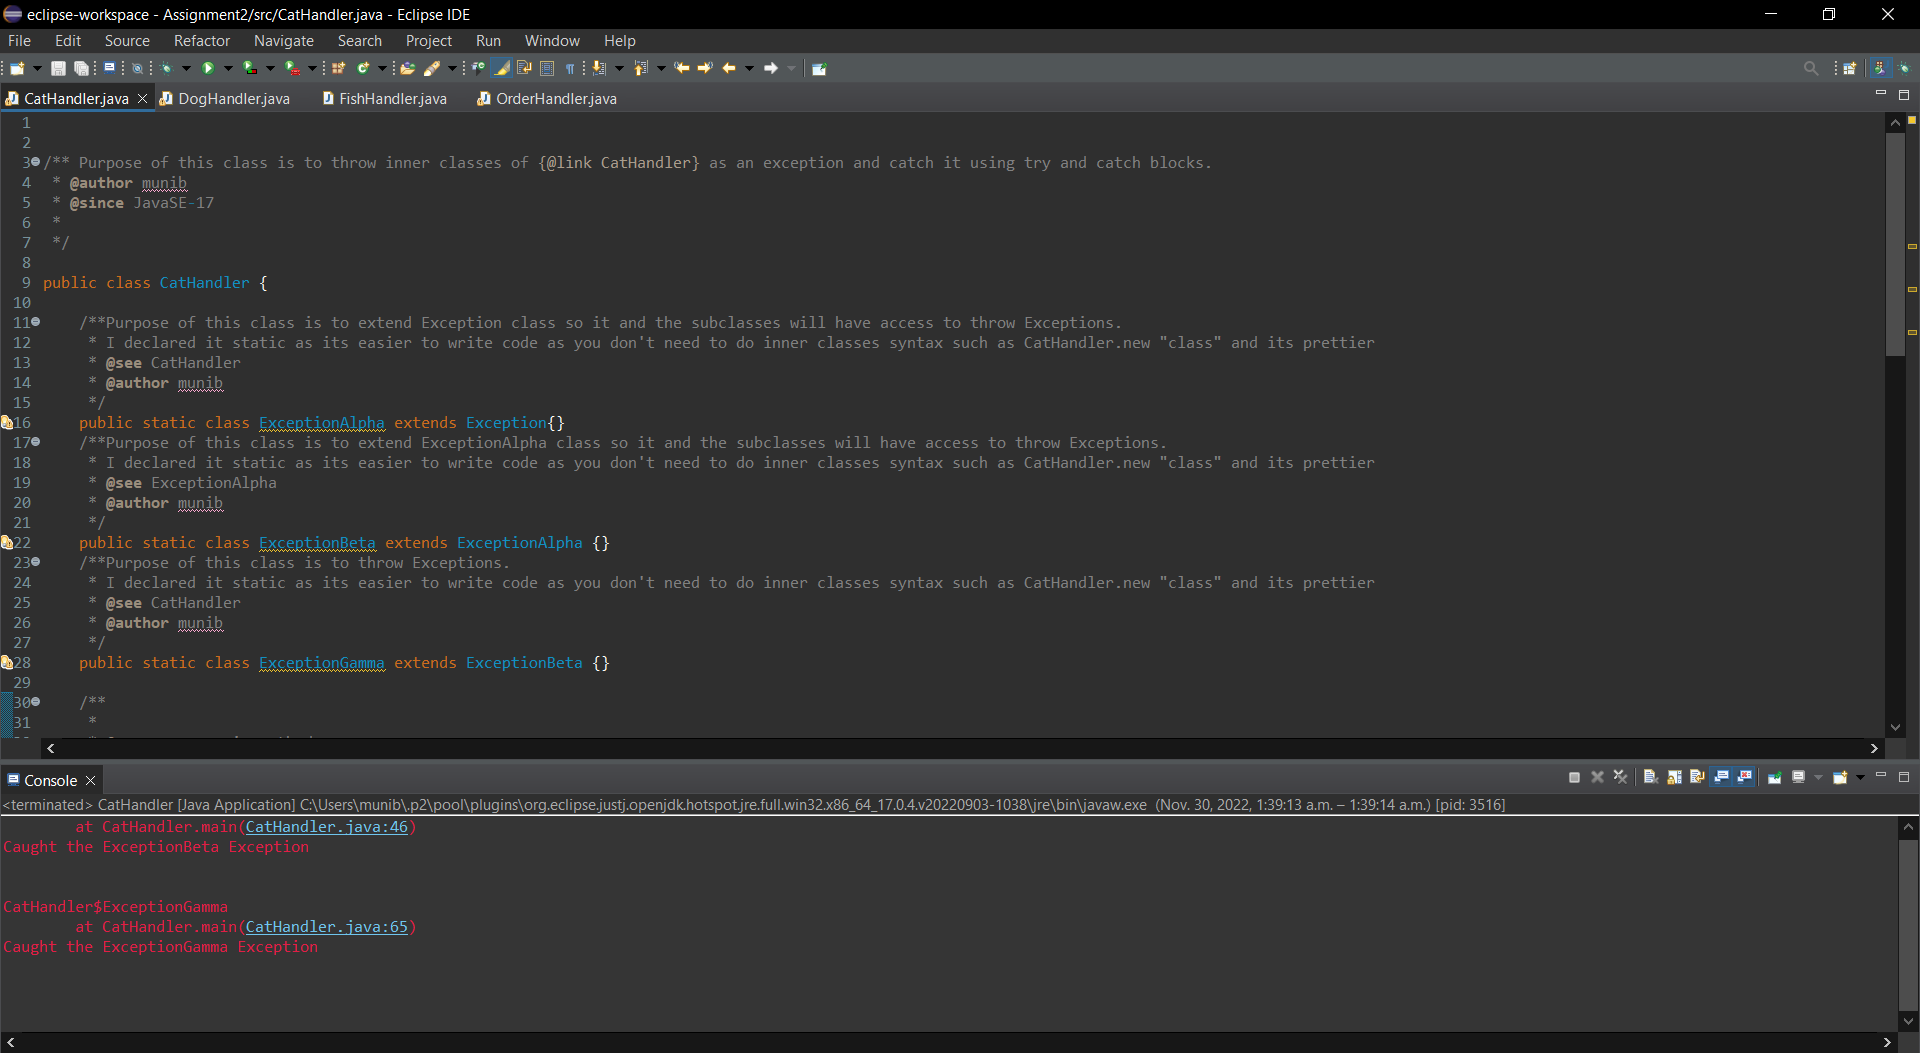 eclipse-workspace - Assignment2/src/CatHandler.java - Eclipse IDE
File Edit Source Refactor Navigate Search Project Run Window Help
CatHandler.java DogHandler.java FishHandler.java OrderHandler.java
1
2
3 /** Purpose of this class is to throw inner classes of {@link CatHandler} as an exception and catch it using try and catch blocks.
4  * @author munib
5  * @since JavaSE-17
6  *
7  */
8
9 public class CatHandler {
10
11     /**Purpose of this class is to extend Exception class so it and the subclasses will have access to throw Exceptions.
12      * I declared it static as its easier to write code as you don't need to do inner classes syntax such as CatHandler.new "class" and its prettier
13      * @see CatHandler
14      * @author munib
15      */
16     public static class ExceptionAlpha extends Exception{}
17     /**Purpose of this class is to extend ExceptionAlpha class so it and the subclasses will have access to throw Exceptions.
18      * I declared it static as its easier to write code as you don't need to do inner classes syntax such as CatHandler.new "class" and its prettier
19      * @see ExceptionAlpha
20      * @author munib
21      */
22     public static class ExceptionBeta extends ExceptionAlpha {}
23     /**Purpose of this class is to throw Exceptions.
24      * I declared it static as its easier to write code as you don't need to do inner classes syntax such as CatHandler.new "class" and its prettier
25      * @see CatHandler
26      * @author munib
27      */
28     public static class ExceptionGamma extends ExceptionBeta {}
29
30     /**
31      *
Console
<terminated> CatHandler [Java Application] C:\Users\munib\.p2\pool\plugins\org.eclipse.justj.openjdk.hotspot.jre.full.win32.x86_64_17.0.4.v20220903-1038\jre\bin\javaw.exe (Nov. 30, 2022, 1:39:13 a.m. – 1:39:14 a.m.) [pid: 3516]
at CatHandler.main(CatHandler.java:46)
Caught the ExceptionBeta Exception
CatHandler$ExceptionGamma
at CatHandler.main(CatHandler.java:65)
Caught the ExceptionGamma Exception